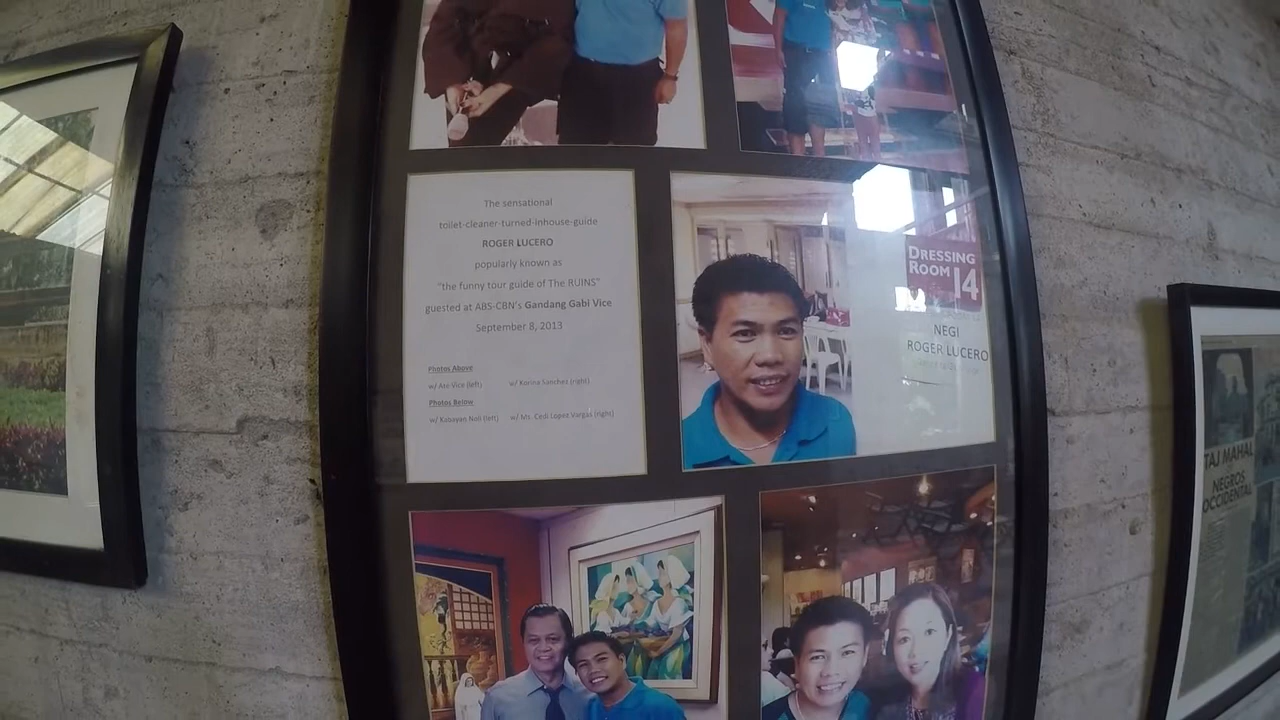 The sensational
toilet-cleaner-turned-inhouse-guide
ROGER LUCERO
popularly known as
"the funny tour guide of The RUINS"
guested at ABS-CBN's Gandang Gabi Vice
September 8, 2013
Photos Above
w/ Ate Vice (left) w/ Korina Sanchez (right)
Photos Below
w/ Kabayan Noli (left) w/ Ms. Cedi Lopez Vargas (right)
DRESSING
ROOM 14
NEGI
ROGER LUCERO
TAJ MAHAL
NEGROS
OCCIDENTAL